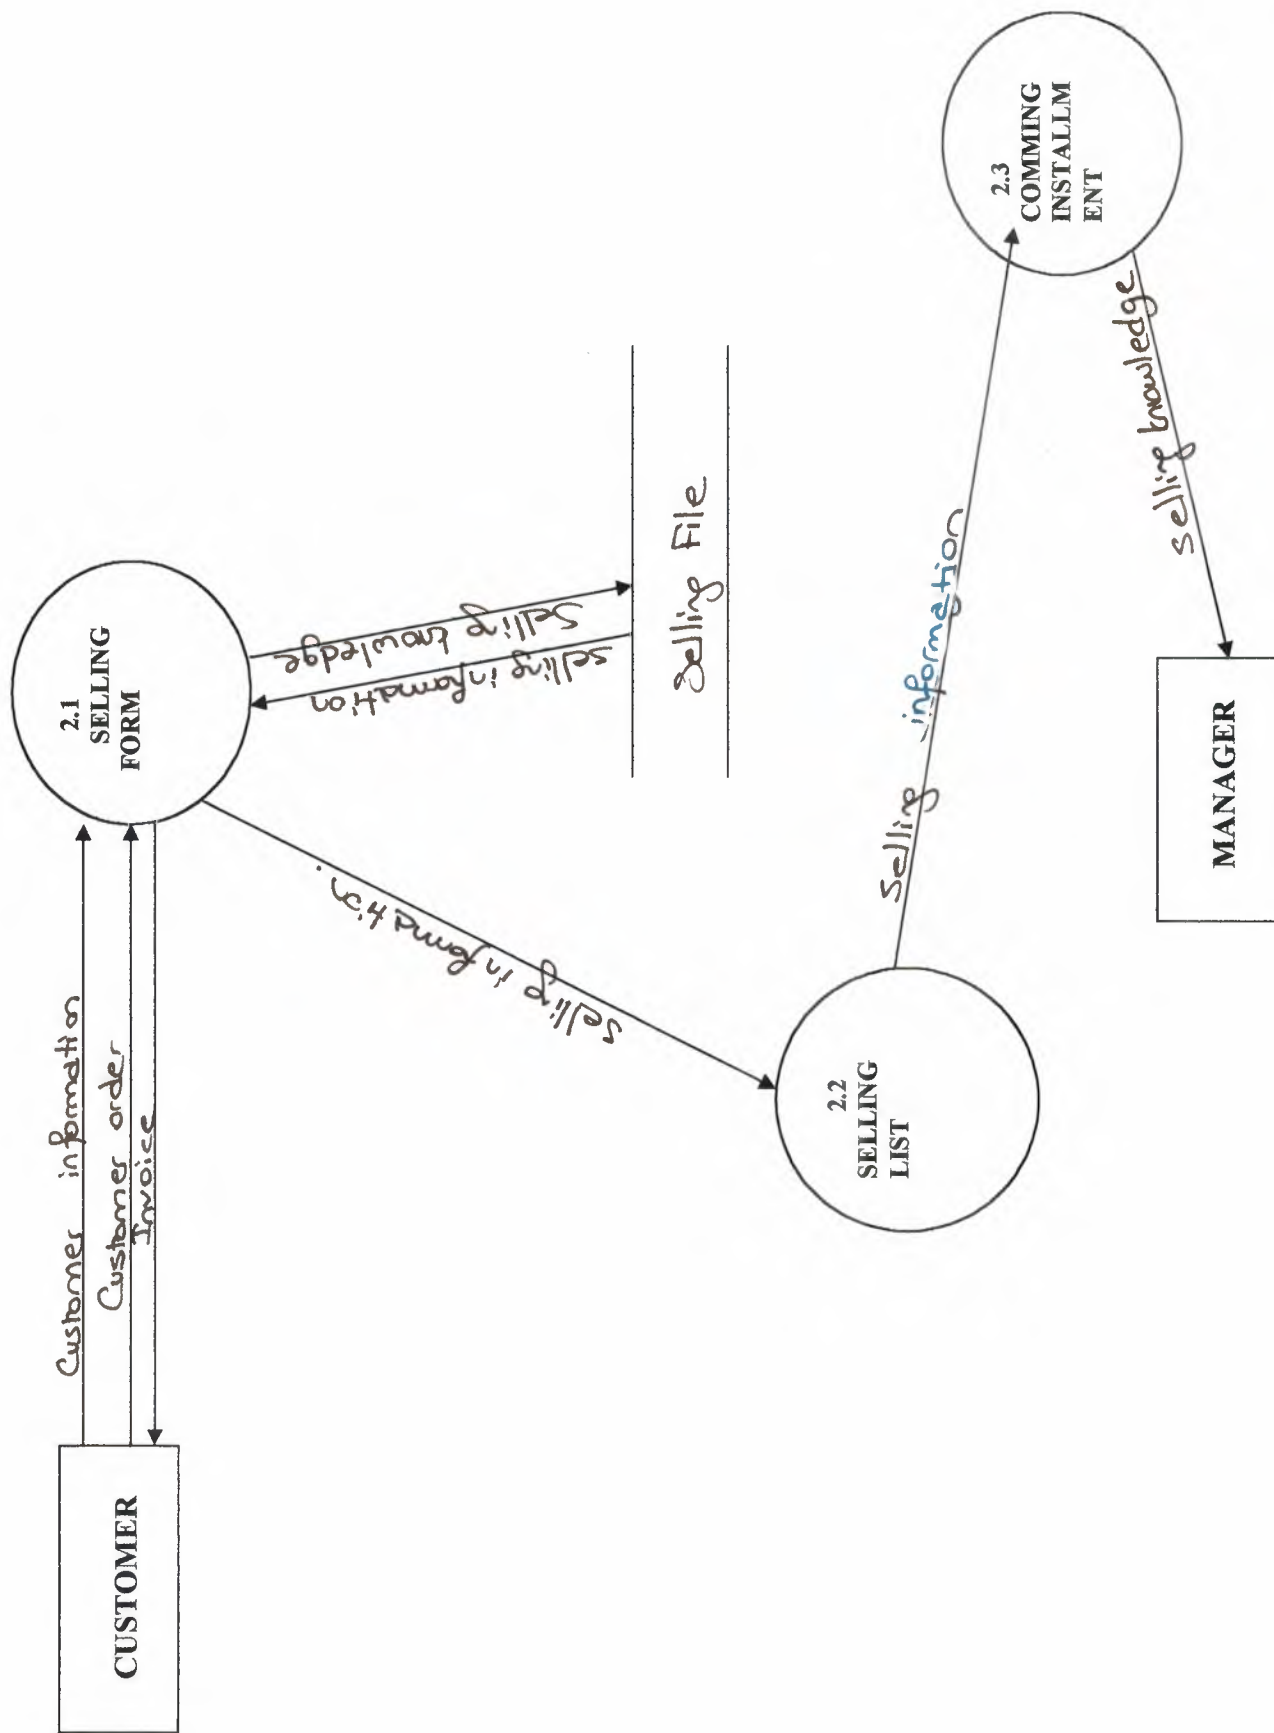 CUSTOMER
Customer information
Customer order
Invoice
2.1
SELLING
FORM
Selling knowledge
selling information
Selling File
Selling information.
2.2
SELLING
LIST
Selling information
2.3
COMMING
INSTALLM
ENT
Selling knowledge
MANAGER